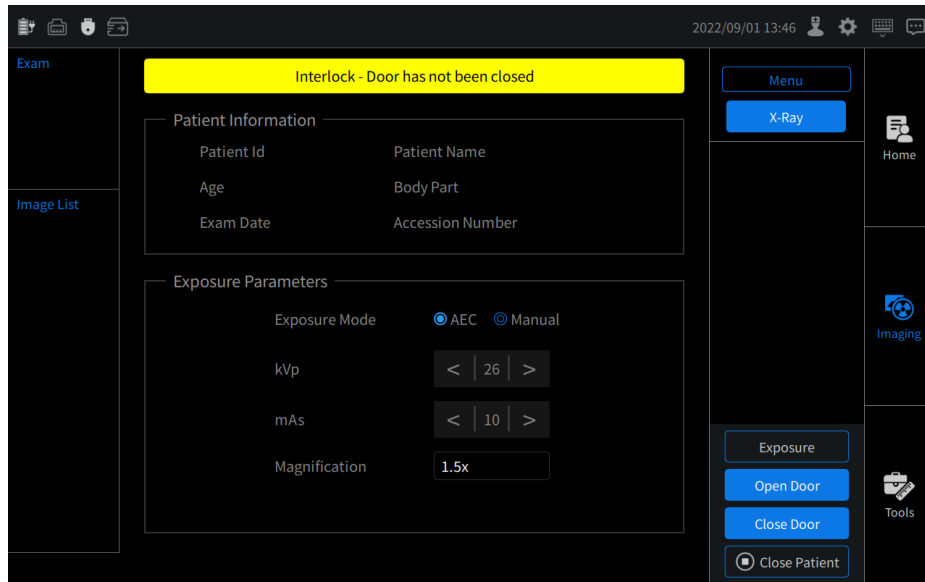 2022/09/01 13:46
Exam
Image List
Interlock - Door has not been closed
Patient Information
Patient Id Patient Name
Age Body Part
Exam Date Accession Number
Exposure Parameters
Exposure Mode AEC Manual
kVp < 26 >
mAs < 10 >
Magnification 1.5x
Menu
X-Ray
Exposure
Open Door
Close Door
Close Patient
Home
Imaging
Tools